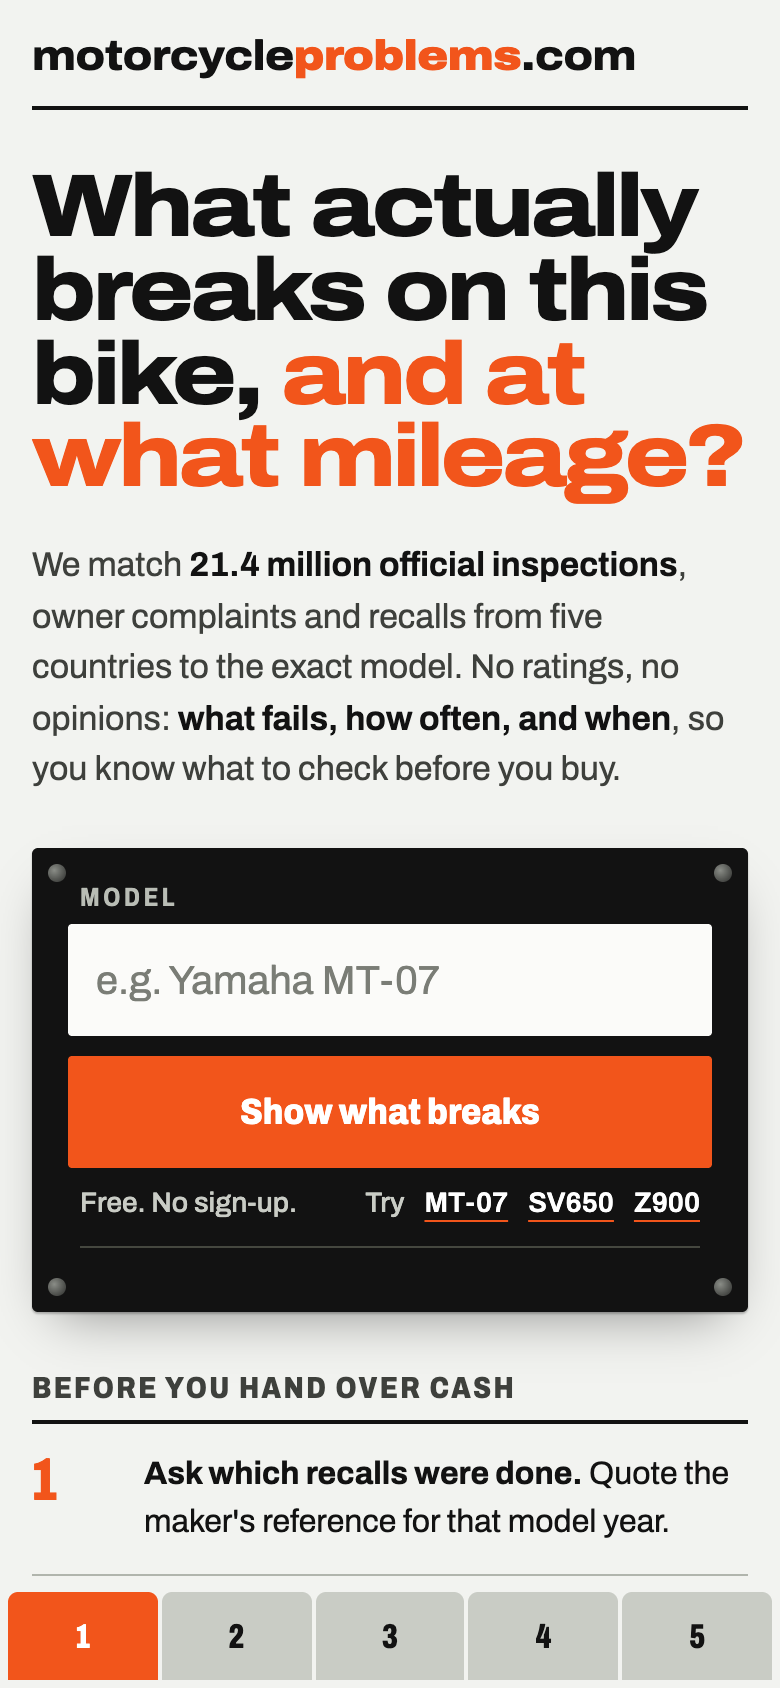 motorcycleproblems.com
What actually
breaks on this
bike, and at
what mileage?
We match 21.4 million official inspections,
owner complaints and recalls from five
countries to the exact model. No ratings, no
opinions: what fails, how often, and when, so
you know what to check before you buy.
MODEL
e.g. Yamaha MT-07
Show what breaks
Free. No sign-up. Try MT-07 SV650 Z900
BEFORE YOU HAND OVER CASH
1 Ask which recalls were done. Quote the
maker's reference for that model year.
1 2 3 4 5